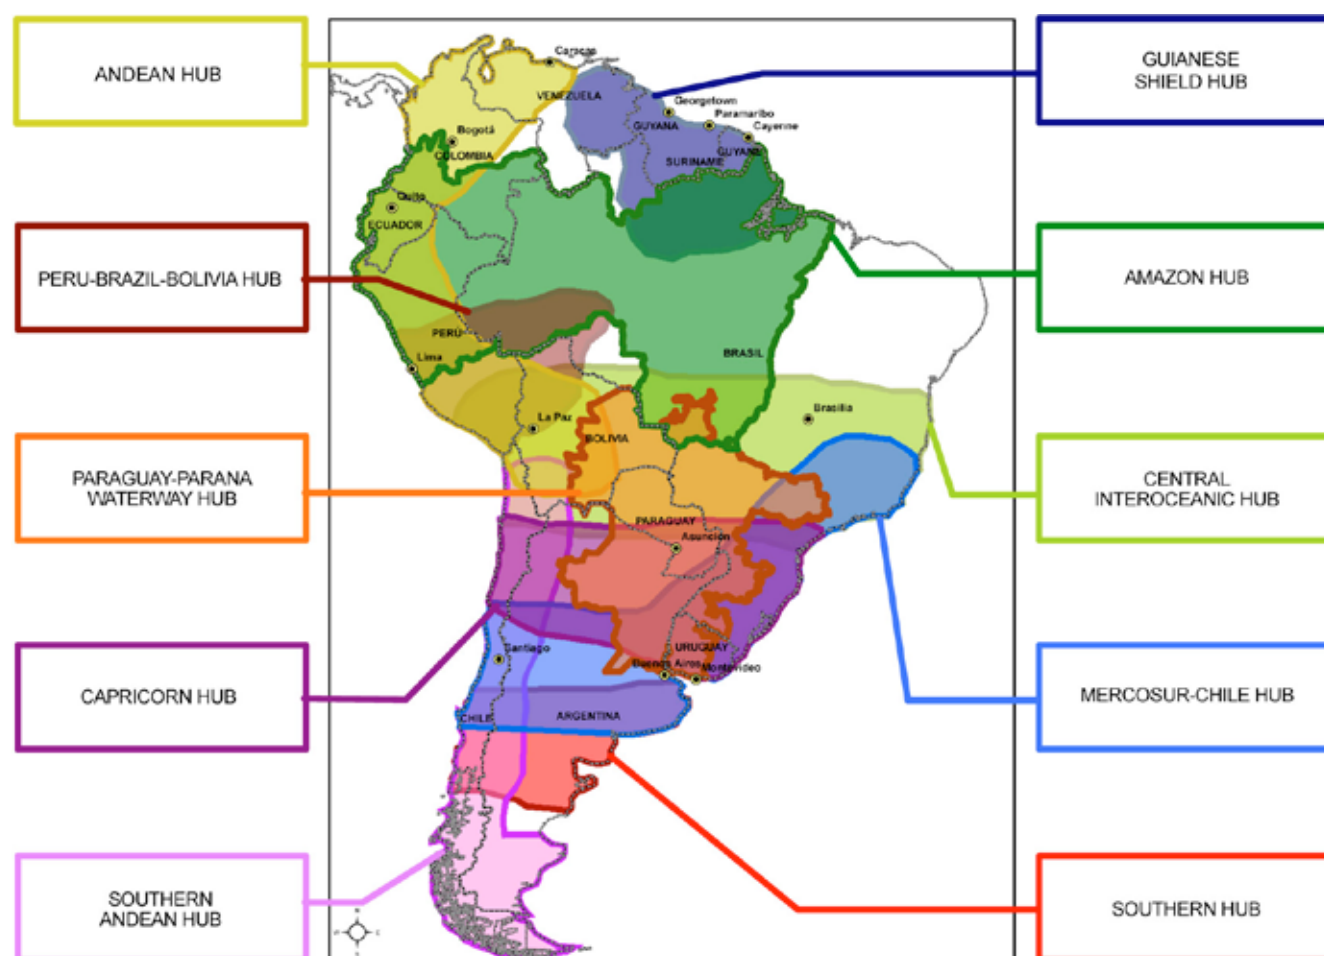 ANDEAN HUB
PERU-BRAZIL-BOLIVIA HUB
PARAGUAY-PARANA
WATERWAY HUB
CAPRICORN HUB
SOUTHERN
ANDEAN HUB
Caracas
VENEZUELA
Georgetown
Paramaribo
GUYANA
Cayenne
Bogotá
COLOMBIA
GUYANE
SURINAME
Quito
ECUADOR
PERÚ
Lima
BRASIL
Brasilia
La Paz
BOLIVIA
PARAGUAY
Asunción
URUGUAY
Santiago
Buenos Aires
Montevideo
CHILE
ARGENTINA
GUIANESE
SHIELD HUB
AMAZON HUB
CENTRAL
INTEROCEANIC HUB
MERCOSUR-CHILE HUB
SOUTHERN HUB